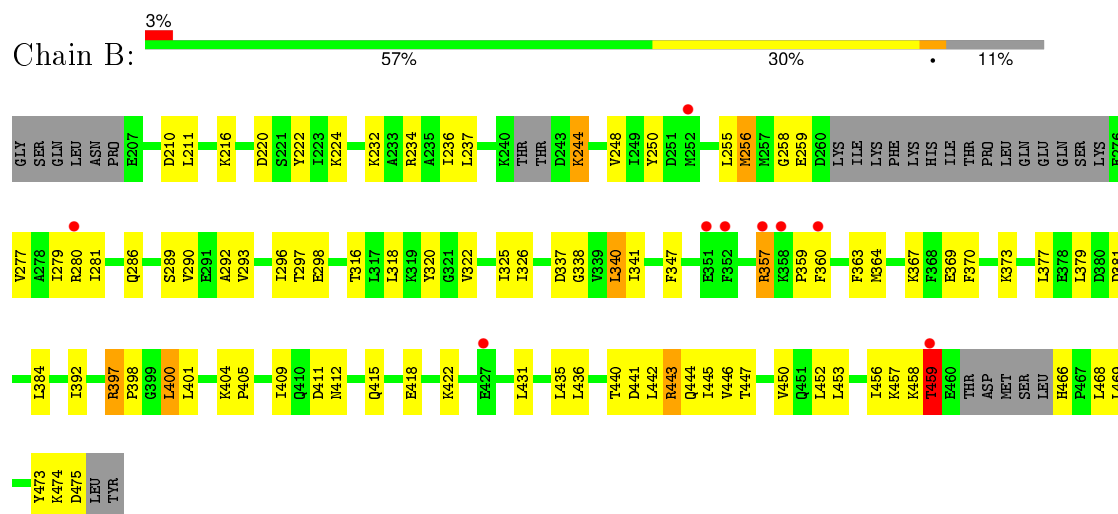 3%
Chain B:
57% 30% • 11%
GLY SER GLN LEU ASN PRO E207 D210 L211 K216 D220 S221 Y222 I223 K224 K232 A233 R234 A235 I236 L237 K240 THR THR D243 K244 V248 I249 Y250 D251 M252 L255 M256 M257 G258 E259 D260 LYS ILE LYS PHE LYS HIS ILE THR PRO LEU GLN GLU GLN SER LYS E276
V277 A278 I279 R280 I281 Q286 S289 V290 E291 A292 V293 I296 T297 E298 T316 L317 L318 K319 Y320 G321 V322 I325 I326 D337 G338 V339 L340 I341 F347 E351 F352 R357 K358 P359 F360 F363 M364 K367 F368 E369 F370 K373 L377 E378 L379 D380 D381
L384 I392 R397 P398 G399 L400 L401 K404 P405 I409 Q410 D411 N412 Q415 E418 K422 E427 L431 L435 L436 T440 D441 L442 R443 Q444 I445 V446 T447 V450 Q451 L452 L453 I456 K457 K458 T459 E460 THR ASP MET SER LEU H466 P467 L468 L469
Y473 K474 D475 LEU TYR